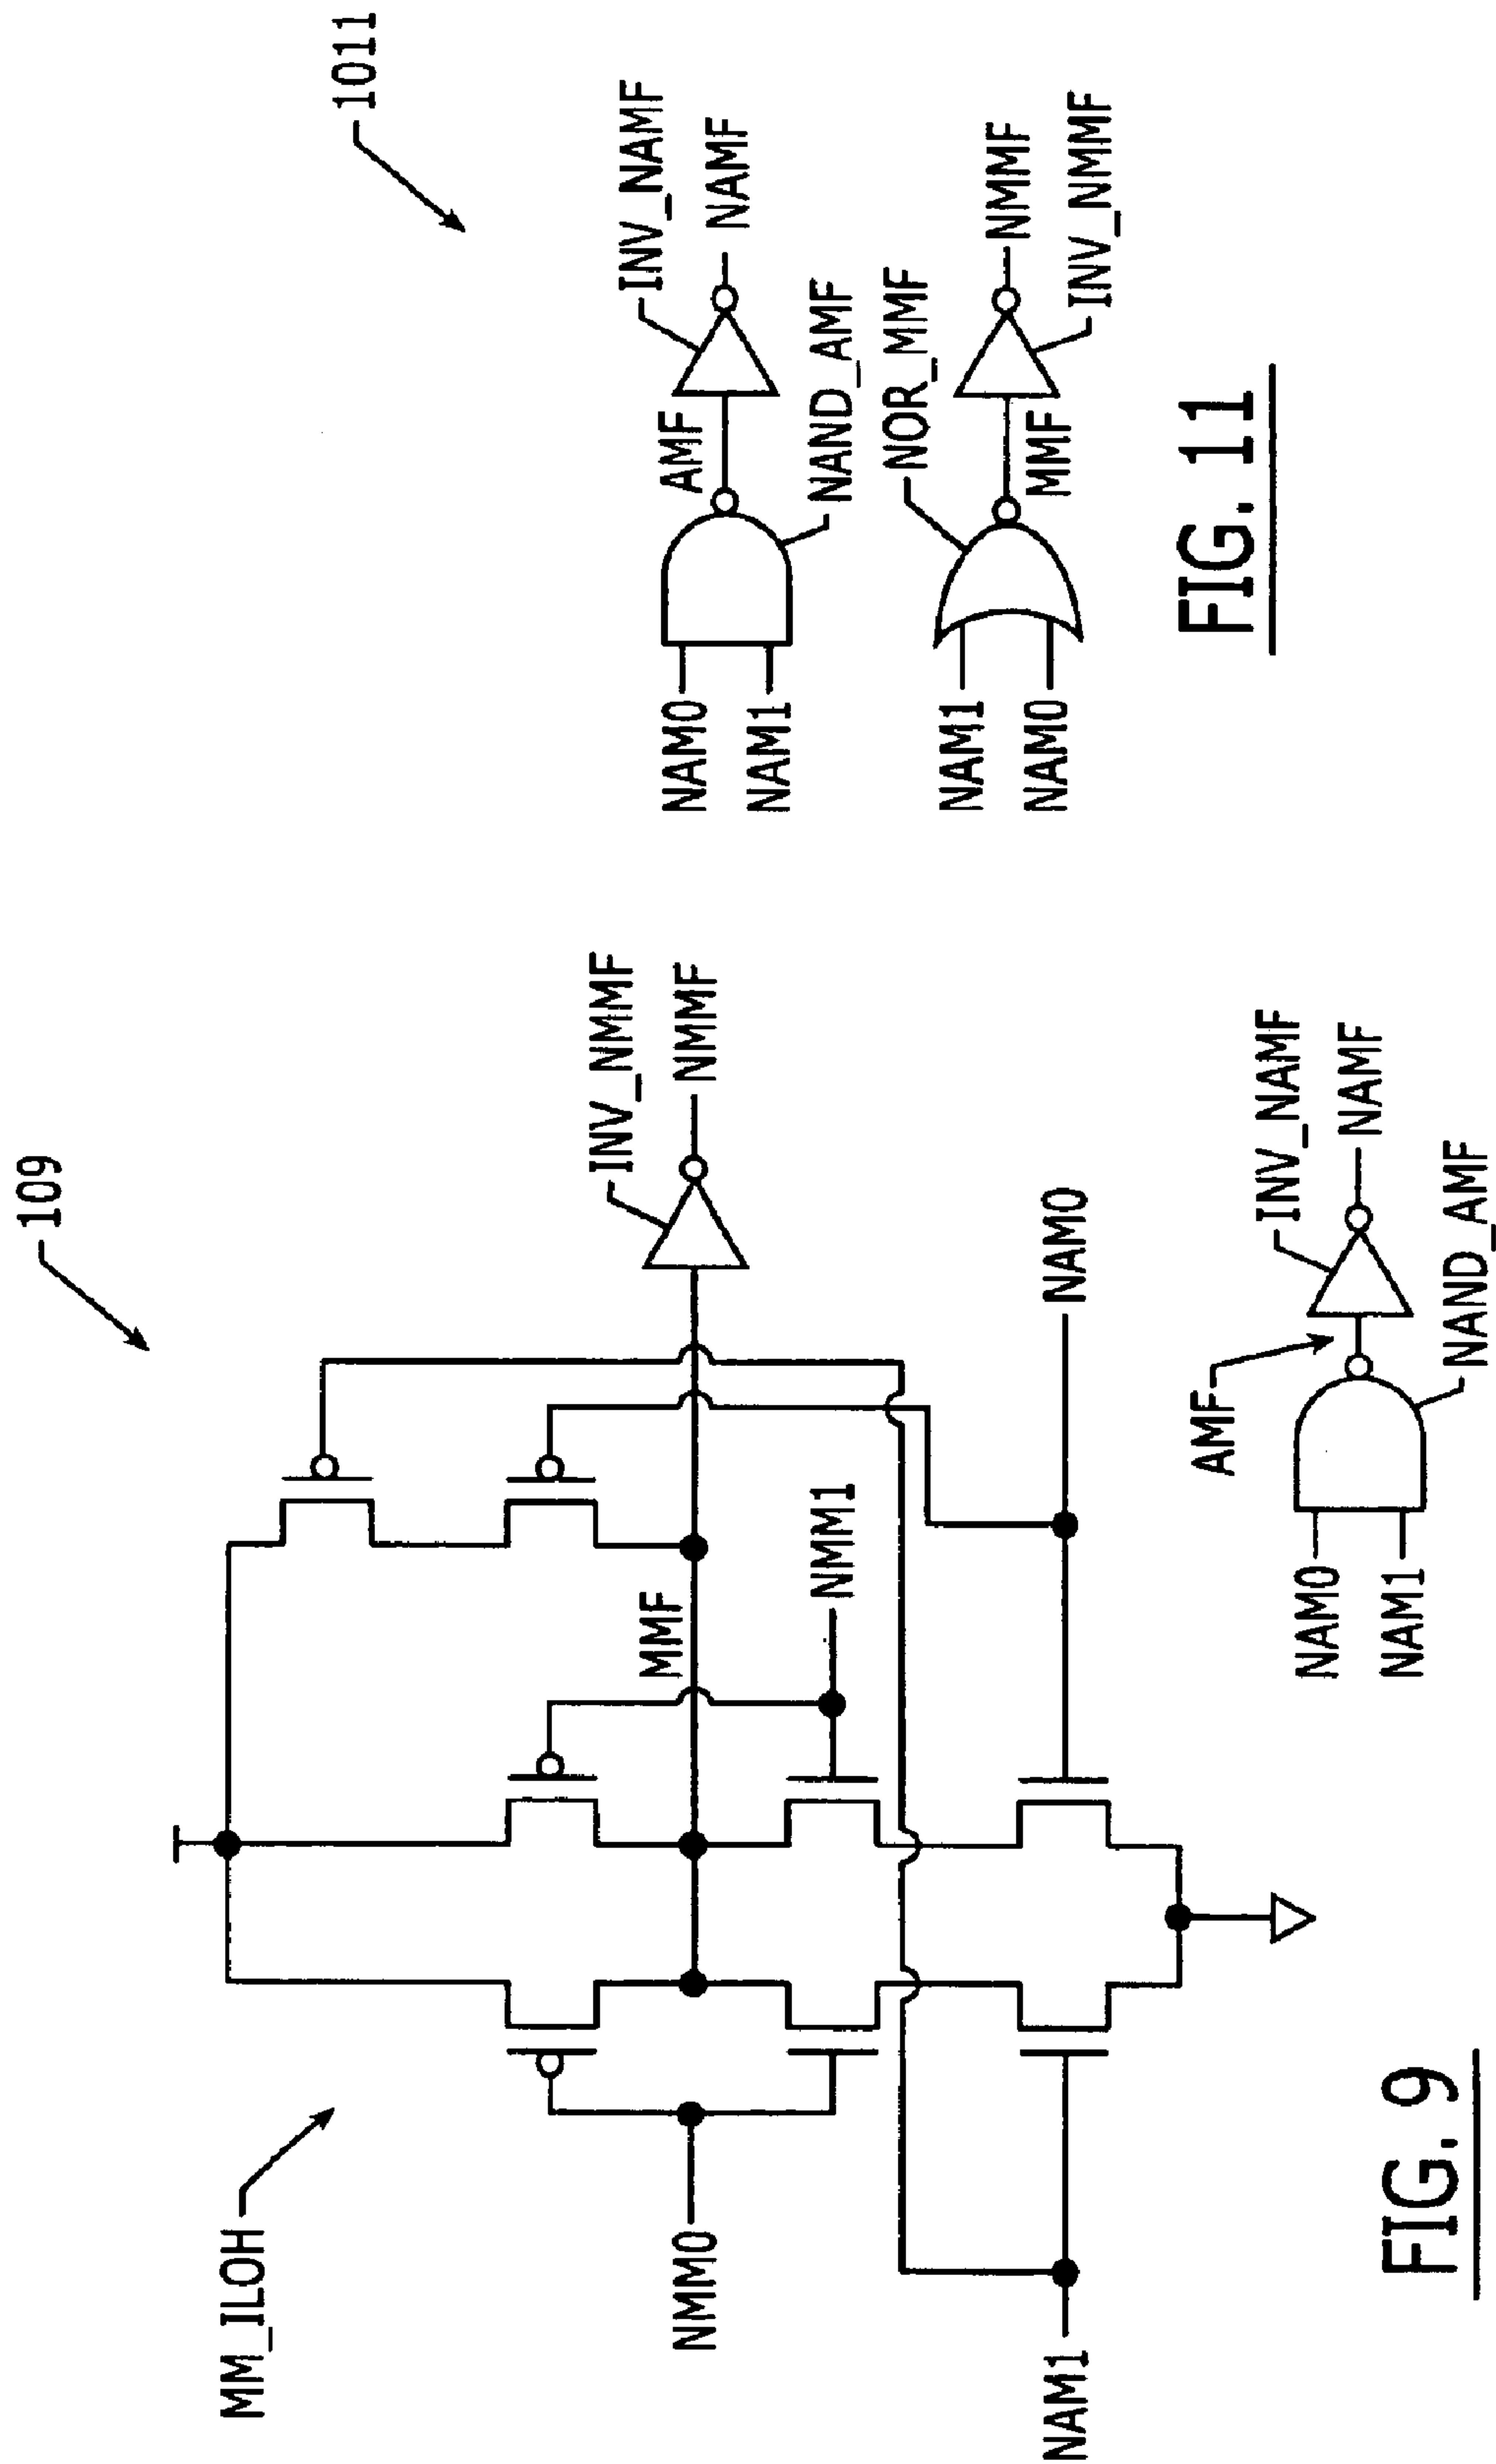 109
MM_ILOH
INV_NMMF
NMMF
NMM0
MMF
NMM1
NAM1
NAM0
AMF
INV_NAMF
NAM0
NAMF
NAM1
NAND_AMF
FIG. 9
1011
INV_NAMF
AMF
NAM0
NAMF
NAM1
NAND_AMF
NOR_MMF
NAM1
NMMF
NAM0
MMF
INV_NMMF
FIG. 11